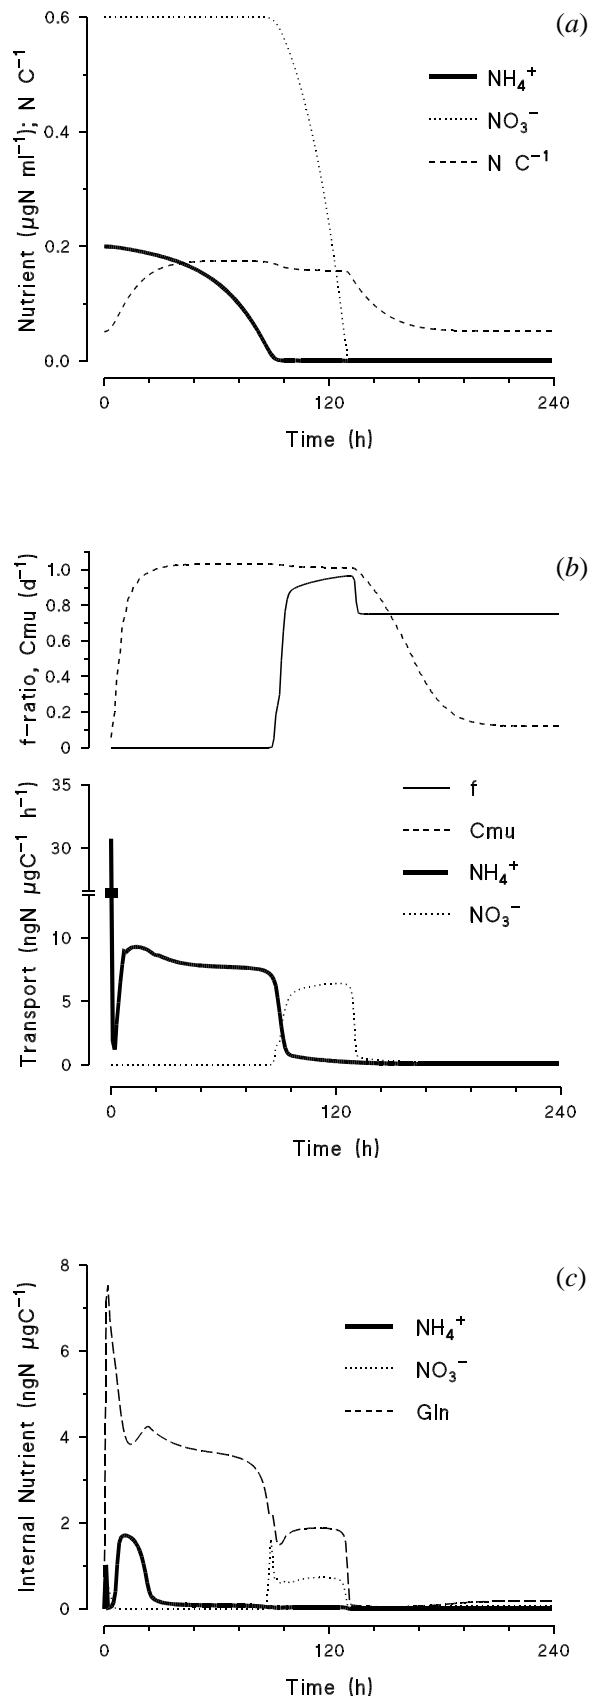 (a)
Nutrient (µgN ml⁻¹); N C⁻¹
0.6
0.4
0.2
0.0
NH₄⁺
NO₃⁻
N C⁻¹
0 120 240
Time (h)
(b)
f-ratio, Cmu (d⁻¹)
1.0
0.8
0.6
0.4
0.2
0
Transport (ngN µgC⁻¹ h⁻¹)
35
30
10
5
0
f
Cmu
NH₄⁺
NO₃⁻
0 120 240
Time (h)
(c)
Internal Nutrient (ngN µgC⁻¹)
8
6
4
2
0
NH₄⁺
NO₃⁻
Gln
0 120 240
Time (h)